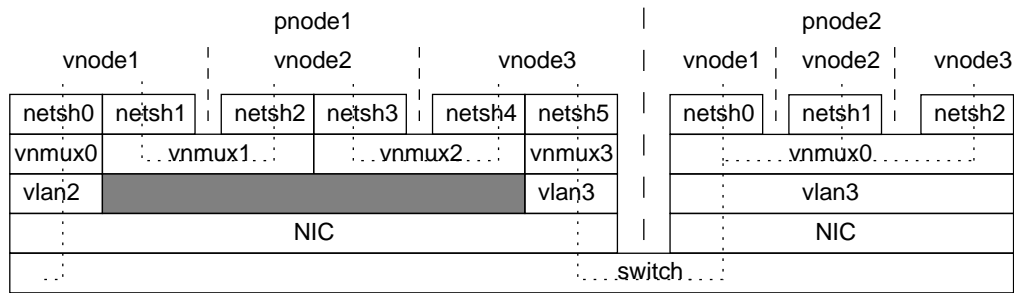 pnode1 pnode2
vnode1 vnode2 vnode3 vnode1 vnode2 vnode3
netsh0 netsh1 netsh2 netsh3 netsh4 netsh5 netsh0 netsh1 netsh2
vnmux0 vnmux1 vnmux2 vnmux3 vnmux0
vlan2 vlan3 vlan3
NIC NIC
switch